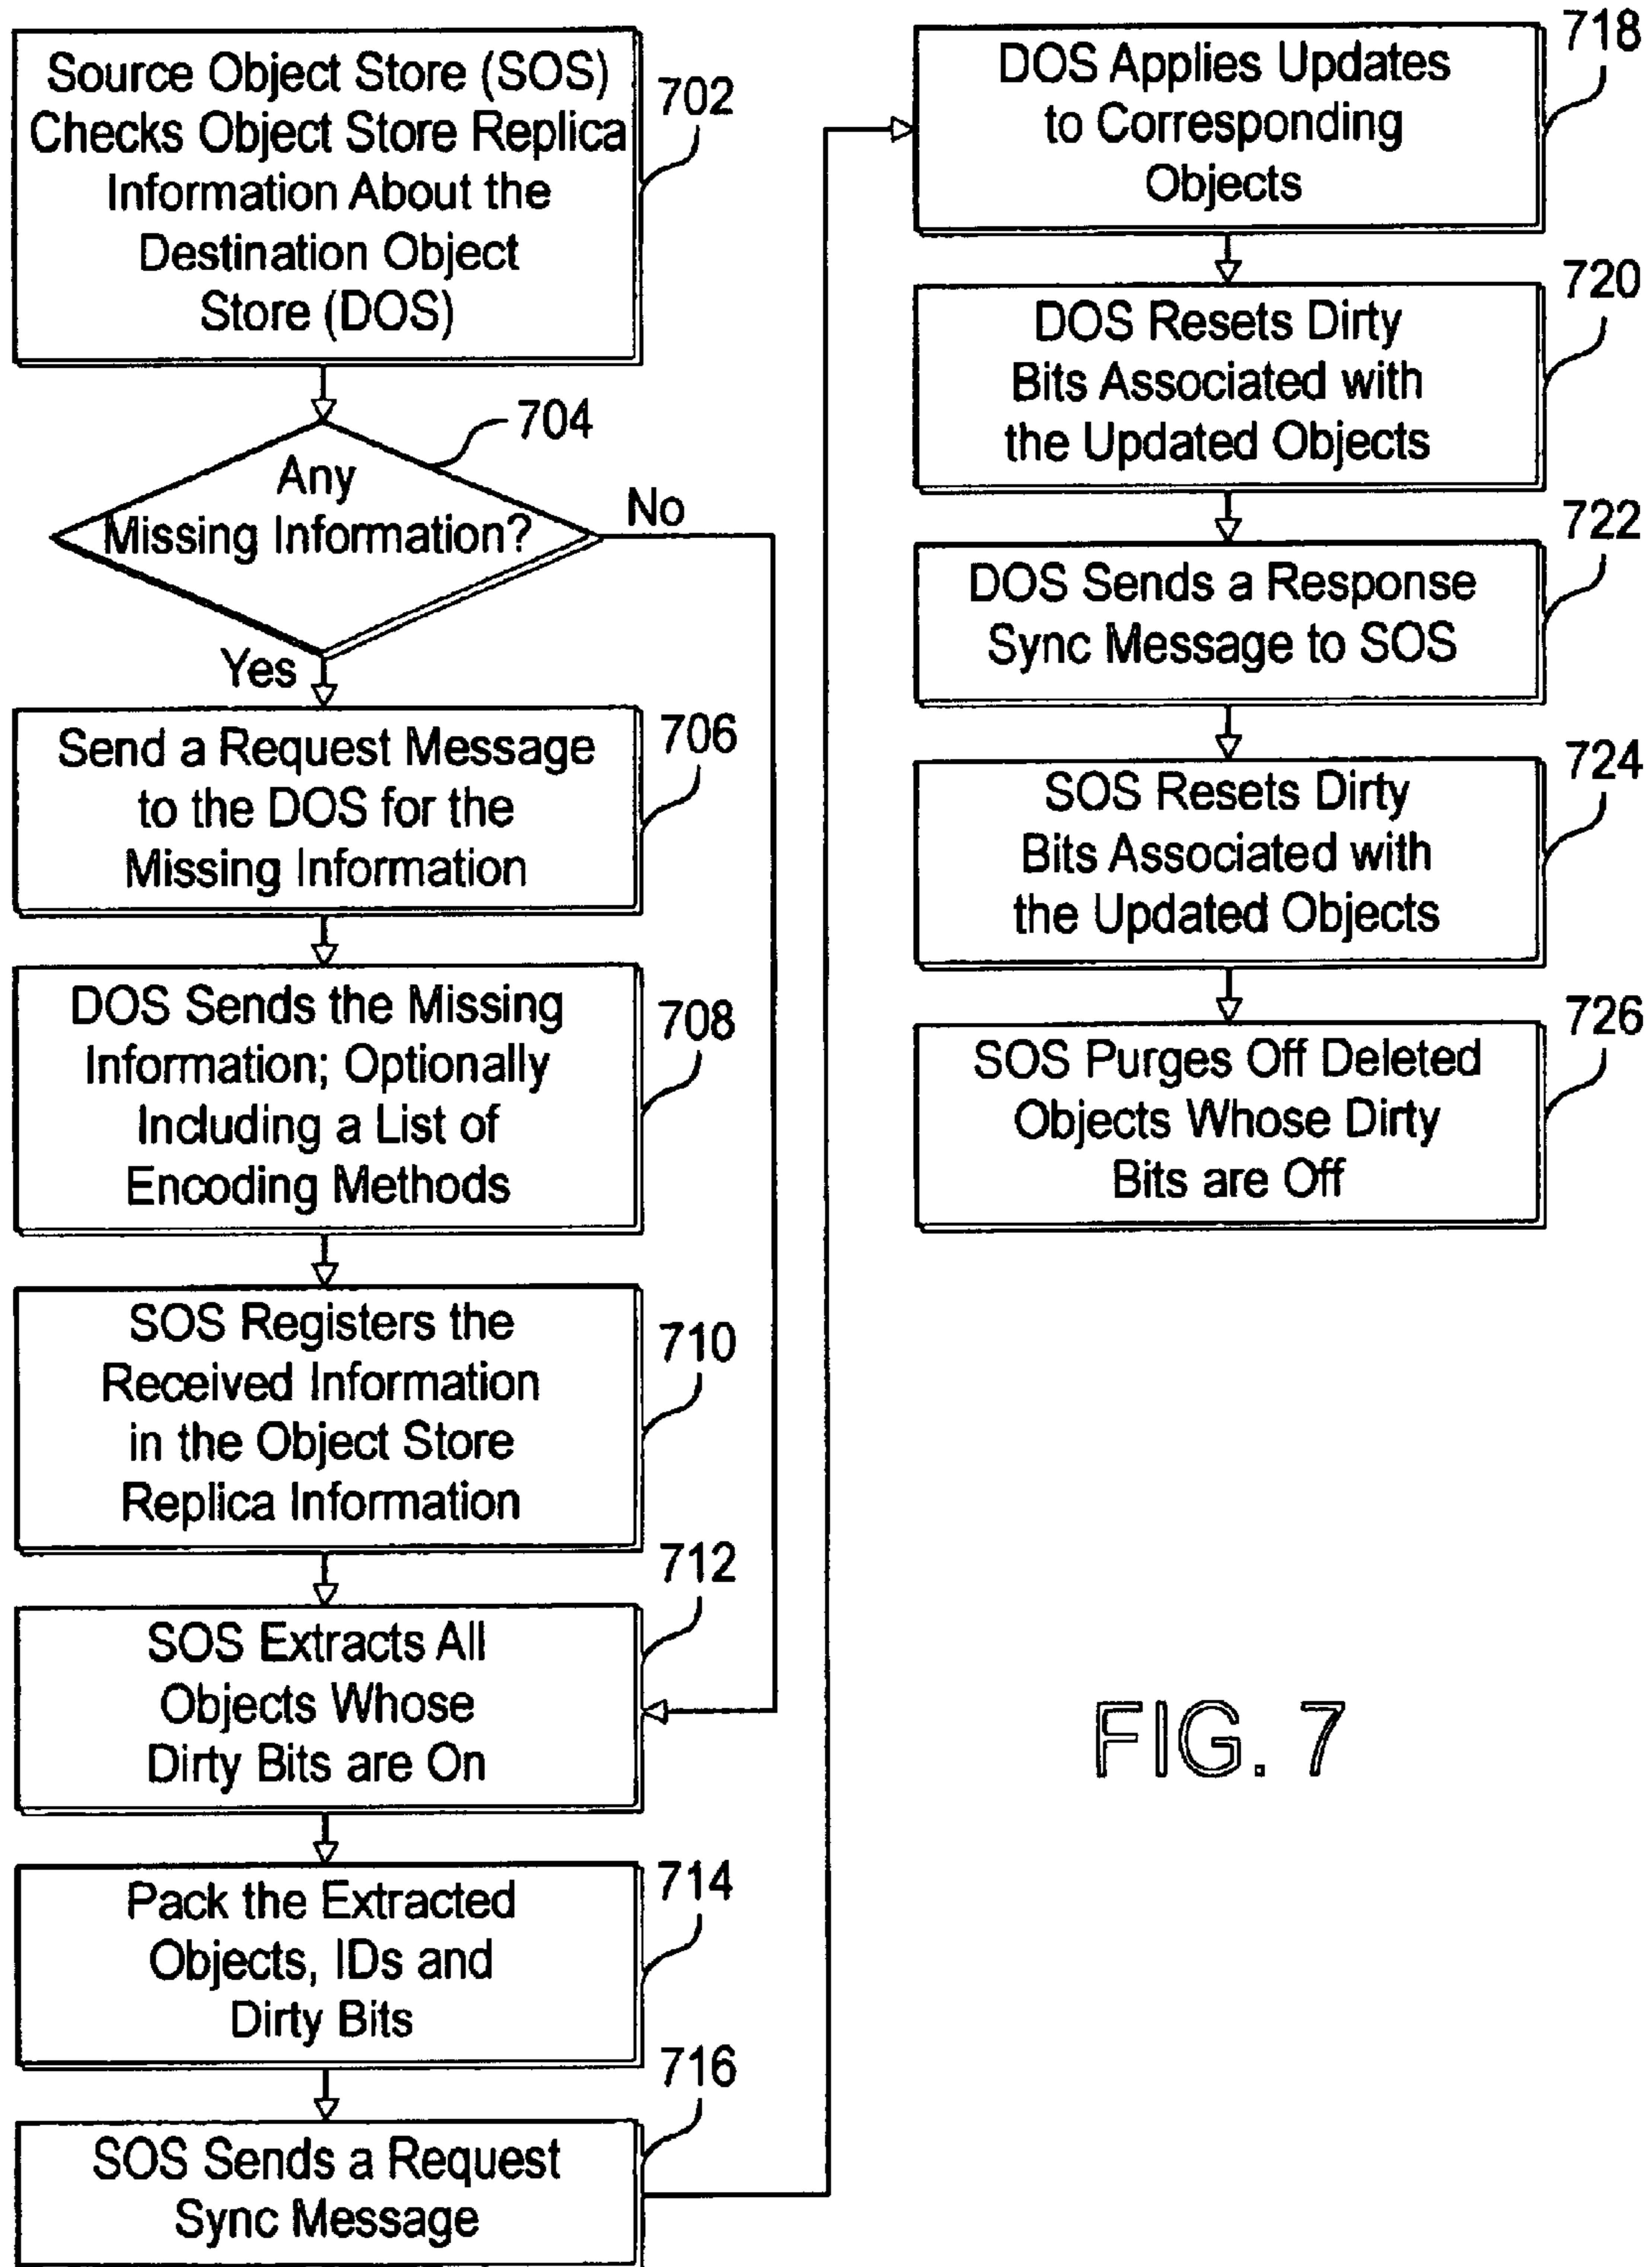 Source Object Store (SOS)
Checks Object Store Replica
Information About the
Destination Object
Store (DOS)
702
704
Any
Missing Information?
No
Yes
Send a Request Message
to the DOS for the
Missing Information
706
DOS Sends the Missing
Information; Optionally
Including a List of
Encoding Methods
708
SOS Registers the
Received Information
in the Object Store
Replica Information
710
SOS Extracts All
Objects Whose
Dirty Bits are On
712
Pack the Extracted
Objects, IDs and
Dirty Bits
714
SOS Sends a Request
Sync Message
716
DOS Applies Updates
to Corresponding
Objects
718
DOS Resets Dirty
Bits Associated with
the Updated Objects
720
DOS Sends a Response
Sync Message to SOS
722
SOS Resets Dirty
Bits Associated with
the Updated Objects
724
SOS Purges Off Deleted
Objects Whose Dirty
Bits are Off
726
FIG. 7